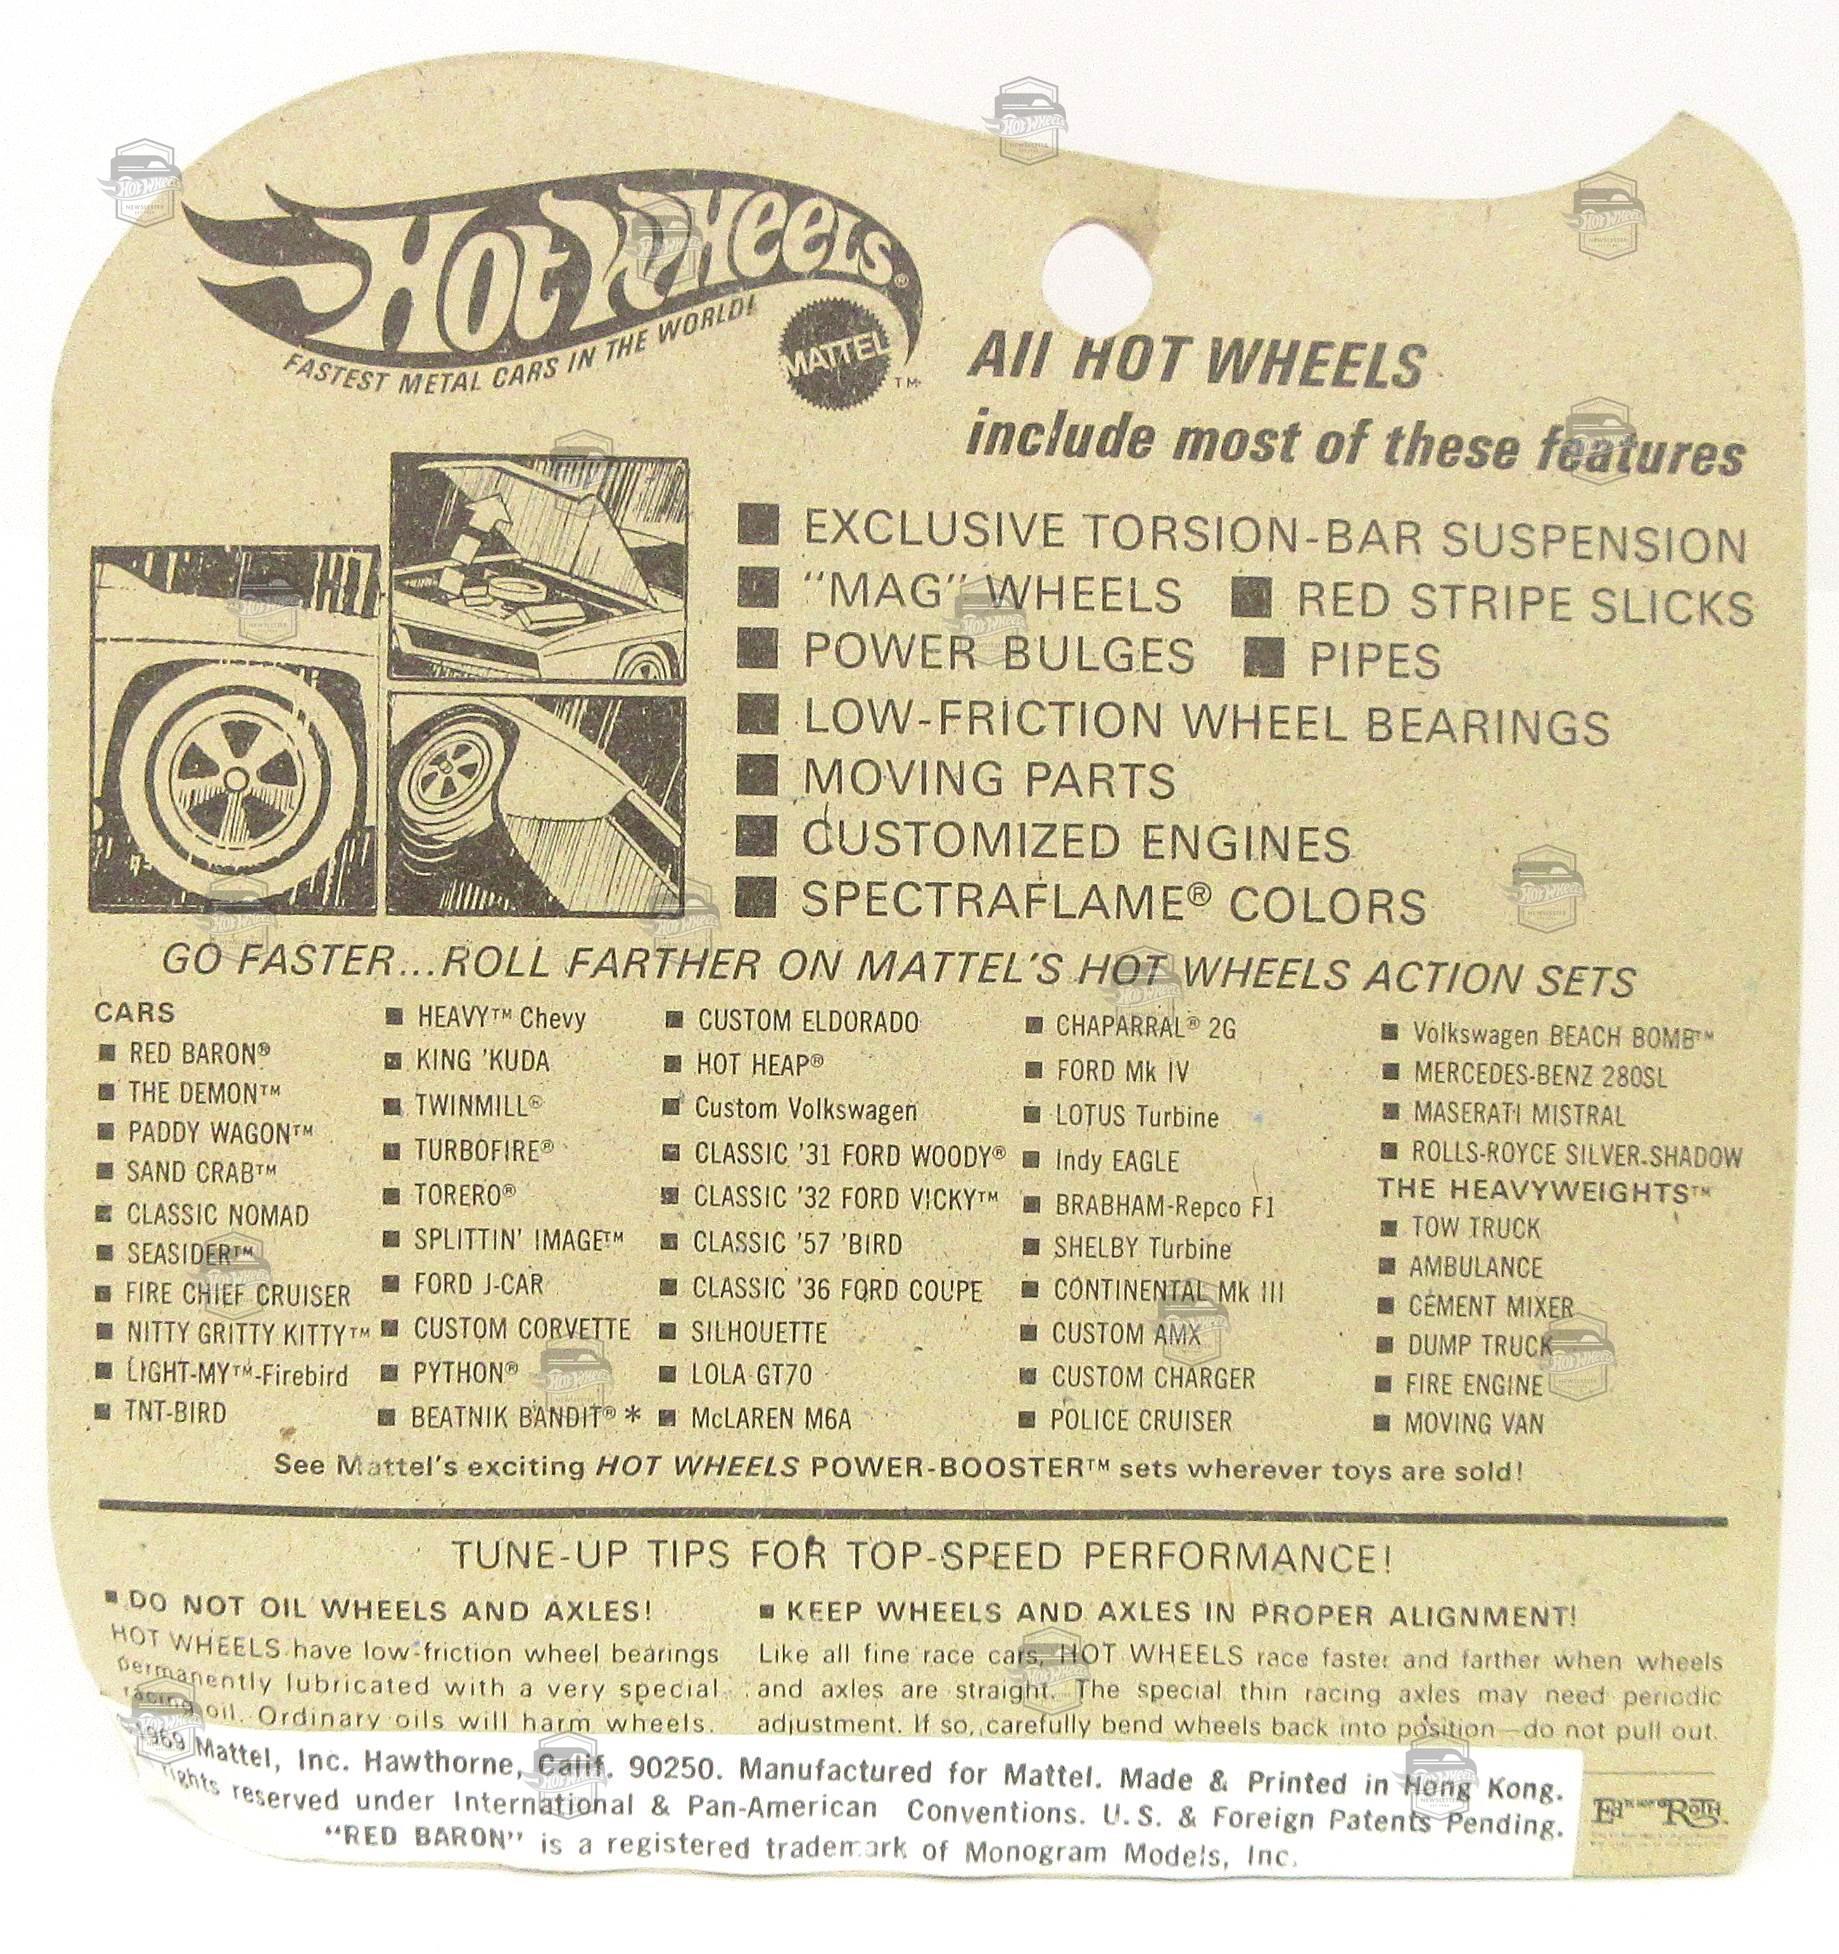 HOT WHEELS®
FASTEST METAL CARS IN THE WORLD!
MATTEL
TM
All HOT WHEELS
include most of these features
■ EXCLUSIVE TORSION-BAR SUSPENSION
■ "MAG" WHEELS ■ RED STRIPE SLICKS
■ POWER BULGES ■ PIPES
■ LOW-FRICTION WHEEL BEARINGS
■ MOVING PARTS
■ CUSTOMIZED ENGINES
■ SPECTRAFLAME® COLORS
GO FASTER...ROLL FARTHER ON MATTEL'S HOT WHEELS ACTION SETS
CARS
■ RED BARON®
■ THE DEMON™
■ PADDY WAGON™
■ SAND CRAB™
■ CLASSIC NOMAD
■ SEASIDER™
■ FIRE CHIEF CRUISER
■ NITTY GRITTY KITTY™
■ LIGHT-MY™-Firebird
■ TNT-BIRD
■ HEAVY™ Chevy
■ KING 'KUDA
■ TWINMILL®
■ TURBOFIRE®
■ TORERO®
■ SPLITTIN' IMAGE™
■ FORD J-CAR
■ CUSTOM CORVETTE
■ PYTHON®
■ BEATNIK BANDIT® *
■ CUSTOM ELDORADO
■ HOT HEAP®
■ Custom Volkswagen
■ CLASSIC '31 FORD WOODY®
■ CLASSIC '32 FORD VICKY™
■ CLASSIC '57 'BIRD
■ CLASSIC '36 FORD COUPE
■ SILHOUETTE
■ LOLA GT70
■ McLAREN M6A
■ CHAPARRAL® 2G
■ FORD Mk IV
■ LOTUS Turbine
■ Indy EAGLE
■ BRABHAM-Repco F1
■ SHELBY Turbine
■ CONTINENTAL Mk III
■ CUSTOM AMX
■ CUSTOM CHARGER
■ POLICE CRUISER
■ Volkswagen BEACH BOMB™
■ MERCEDES-BENZ 280SL
■ MASERATI MISTRAL
■ ROLLS-ROYCE SILVER SHADOW
THE HEAVYWEIGHTS™
■ TOW TRUCK
■ AMBULANCE
■ CEMENT MIXER
■ DUMP TRUCK
■ FIRE ENGINE
■ MOVING VAN
See Mattel's exciting HOT WHEELS POWER-BOOSTER™ sets wherever toys are sold!
TUNE-UP TIPS FOR TOP-SPEED PERFORMANCE!
■ DO NOT OIL WHEELS AND AXLES!
HOT WHEELS have low-friction wheel bearings
permanently lubricated with a very special
racing oil. Ordinary oils will harm wheels.
■ KEEP WHEELS AND AXLES IN PROPER ALIGNMENT!
Like all fine race cars, HOT WHEELS race faster and farther when wheels
and axles are straight. The special thin racing axles may need periodic
adjustment. If so, carefully bend wheels back into position—do not pull out.
1969 Mattel, Inc. Hawthorne, Calif. 90250. Manufactured for Mattel. Made & Printed in Hong Kong.
rights reserved under International & Pan-American Conventions. U.S. & Foreign Patents Pending.
"RED BARON" is a registered trademark of Monogram Models, Inc.
Ed Roth